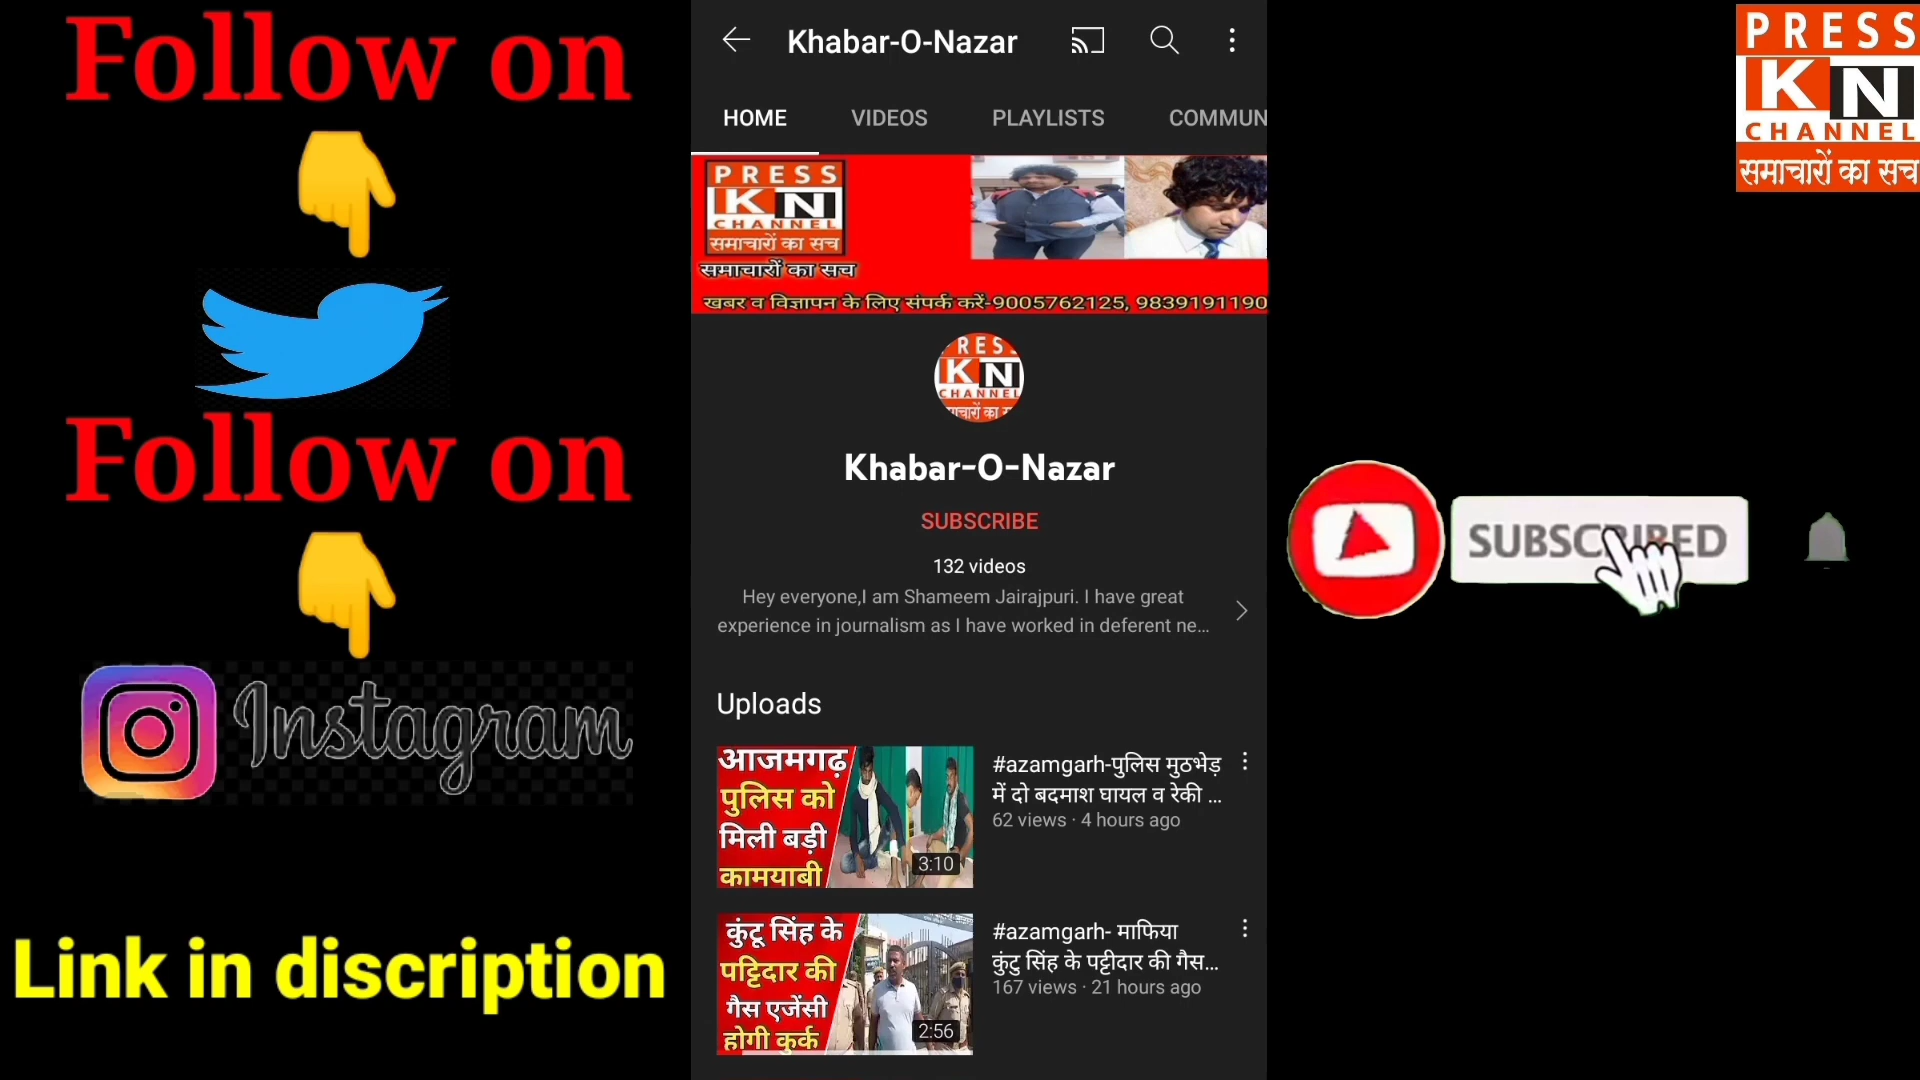 Follow on
Follow on
Instagram
Link in discription
Khabar-O-Nazar
HOME VIDEOS PLAYLISTS COMMUN
PRESS
KN
CHANNEL
समाचारों का सच
समाचारों का सच
खबर व विज्ञापन के लिए संपर्क करें-9005762125, 9839191190
PRES
KN
CHANNEL
Khabar-O-Nazar
SUBSCRIBE
132 videos
Hey everyone,I am Shameem Jairajpuri. I have great
experience in journalism as I have worked in deferent ne...
Uploads
आजमगढ़
पुलिस को
मिली बड़ी
कामयाबी
3:10
#azamgarh-पुलिस मुठभेड़
में दो बदमाश घायल व रेकी ...
62 views · 4 hours ago
कुंटू सिंह के
पट्टिदार की
गैस एजेंसी
होगी कुर्क
2:56
#azamgarh- माफिया
कुंटु सिंह के पट्टीदार की गैस...
167 views · 21 hours ago
PRESS
KN
CHANNEL
समाचारों का सच
SUBSCRIBED